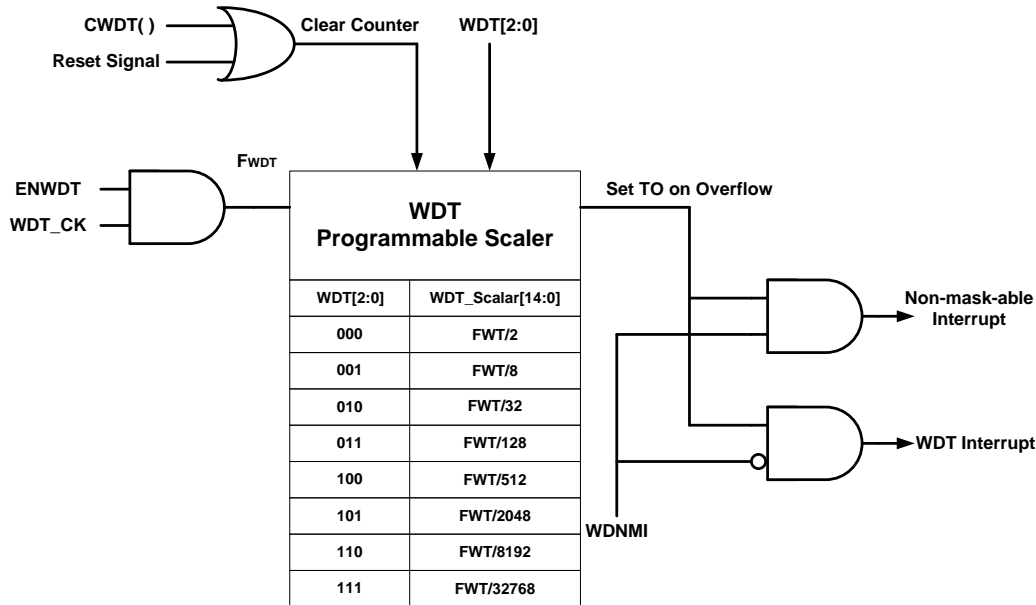 CWDT( )
Reset Signal
Clear Counter
WDT[2:0]
FWDT
ENWDT
WDT_CK
WDT
Programmable Scaler
Set TO on Overflow
WDT[2:0] WDT_Scalar[14:0]
000 FWT/2
001 FWT/8
010 FWT/32
011 FWT/128
100 FWT/512
101 FWT/2048
110 FWT/8192
111 FWT/32768
Non-mask-able
Interrupt
WDT Interrupt
WDNMI